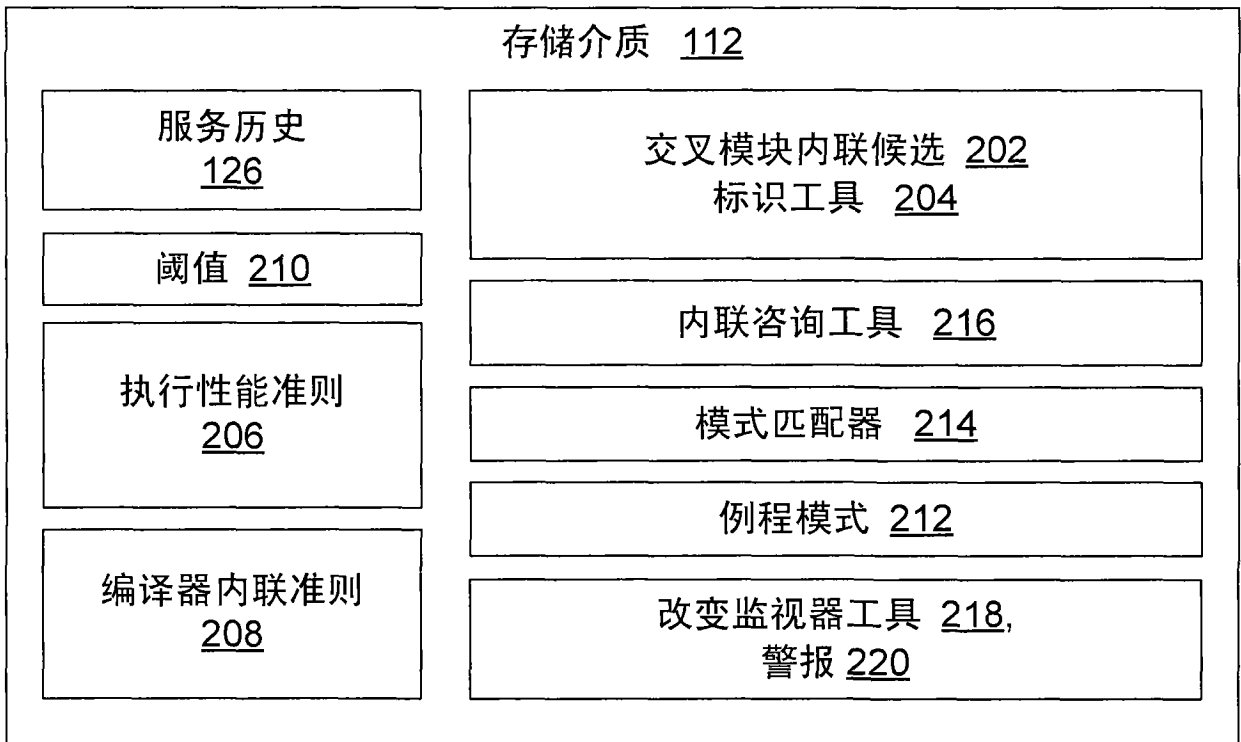 存储介质 112
服务历史
126
阈值 210
执行性能准则
206
编译器内联准则
208
交叉模块内联候选 202
标识工具 204
内联咨询工具 216
模式匹配器 214
例程模式 212
改变监视器工具 218,
警报 220